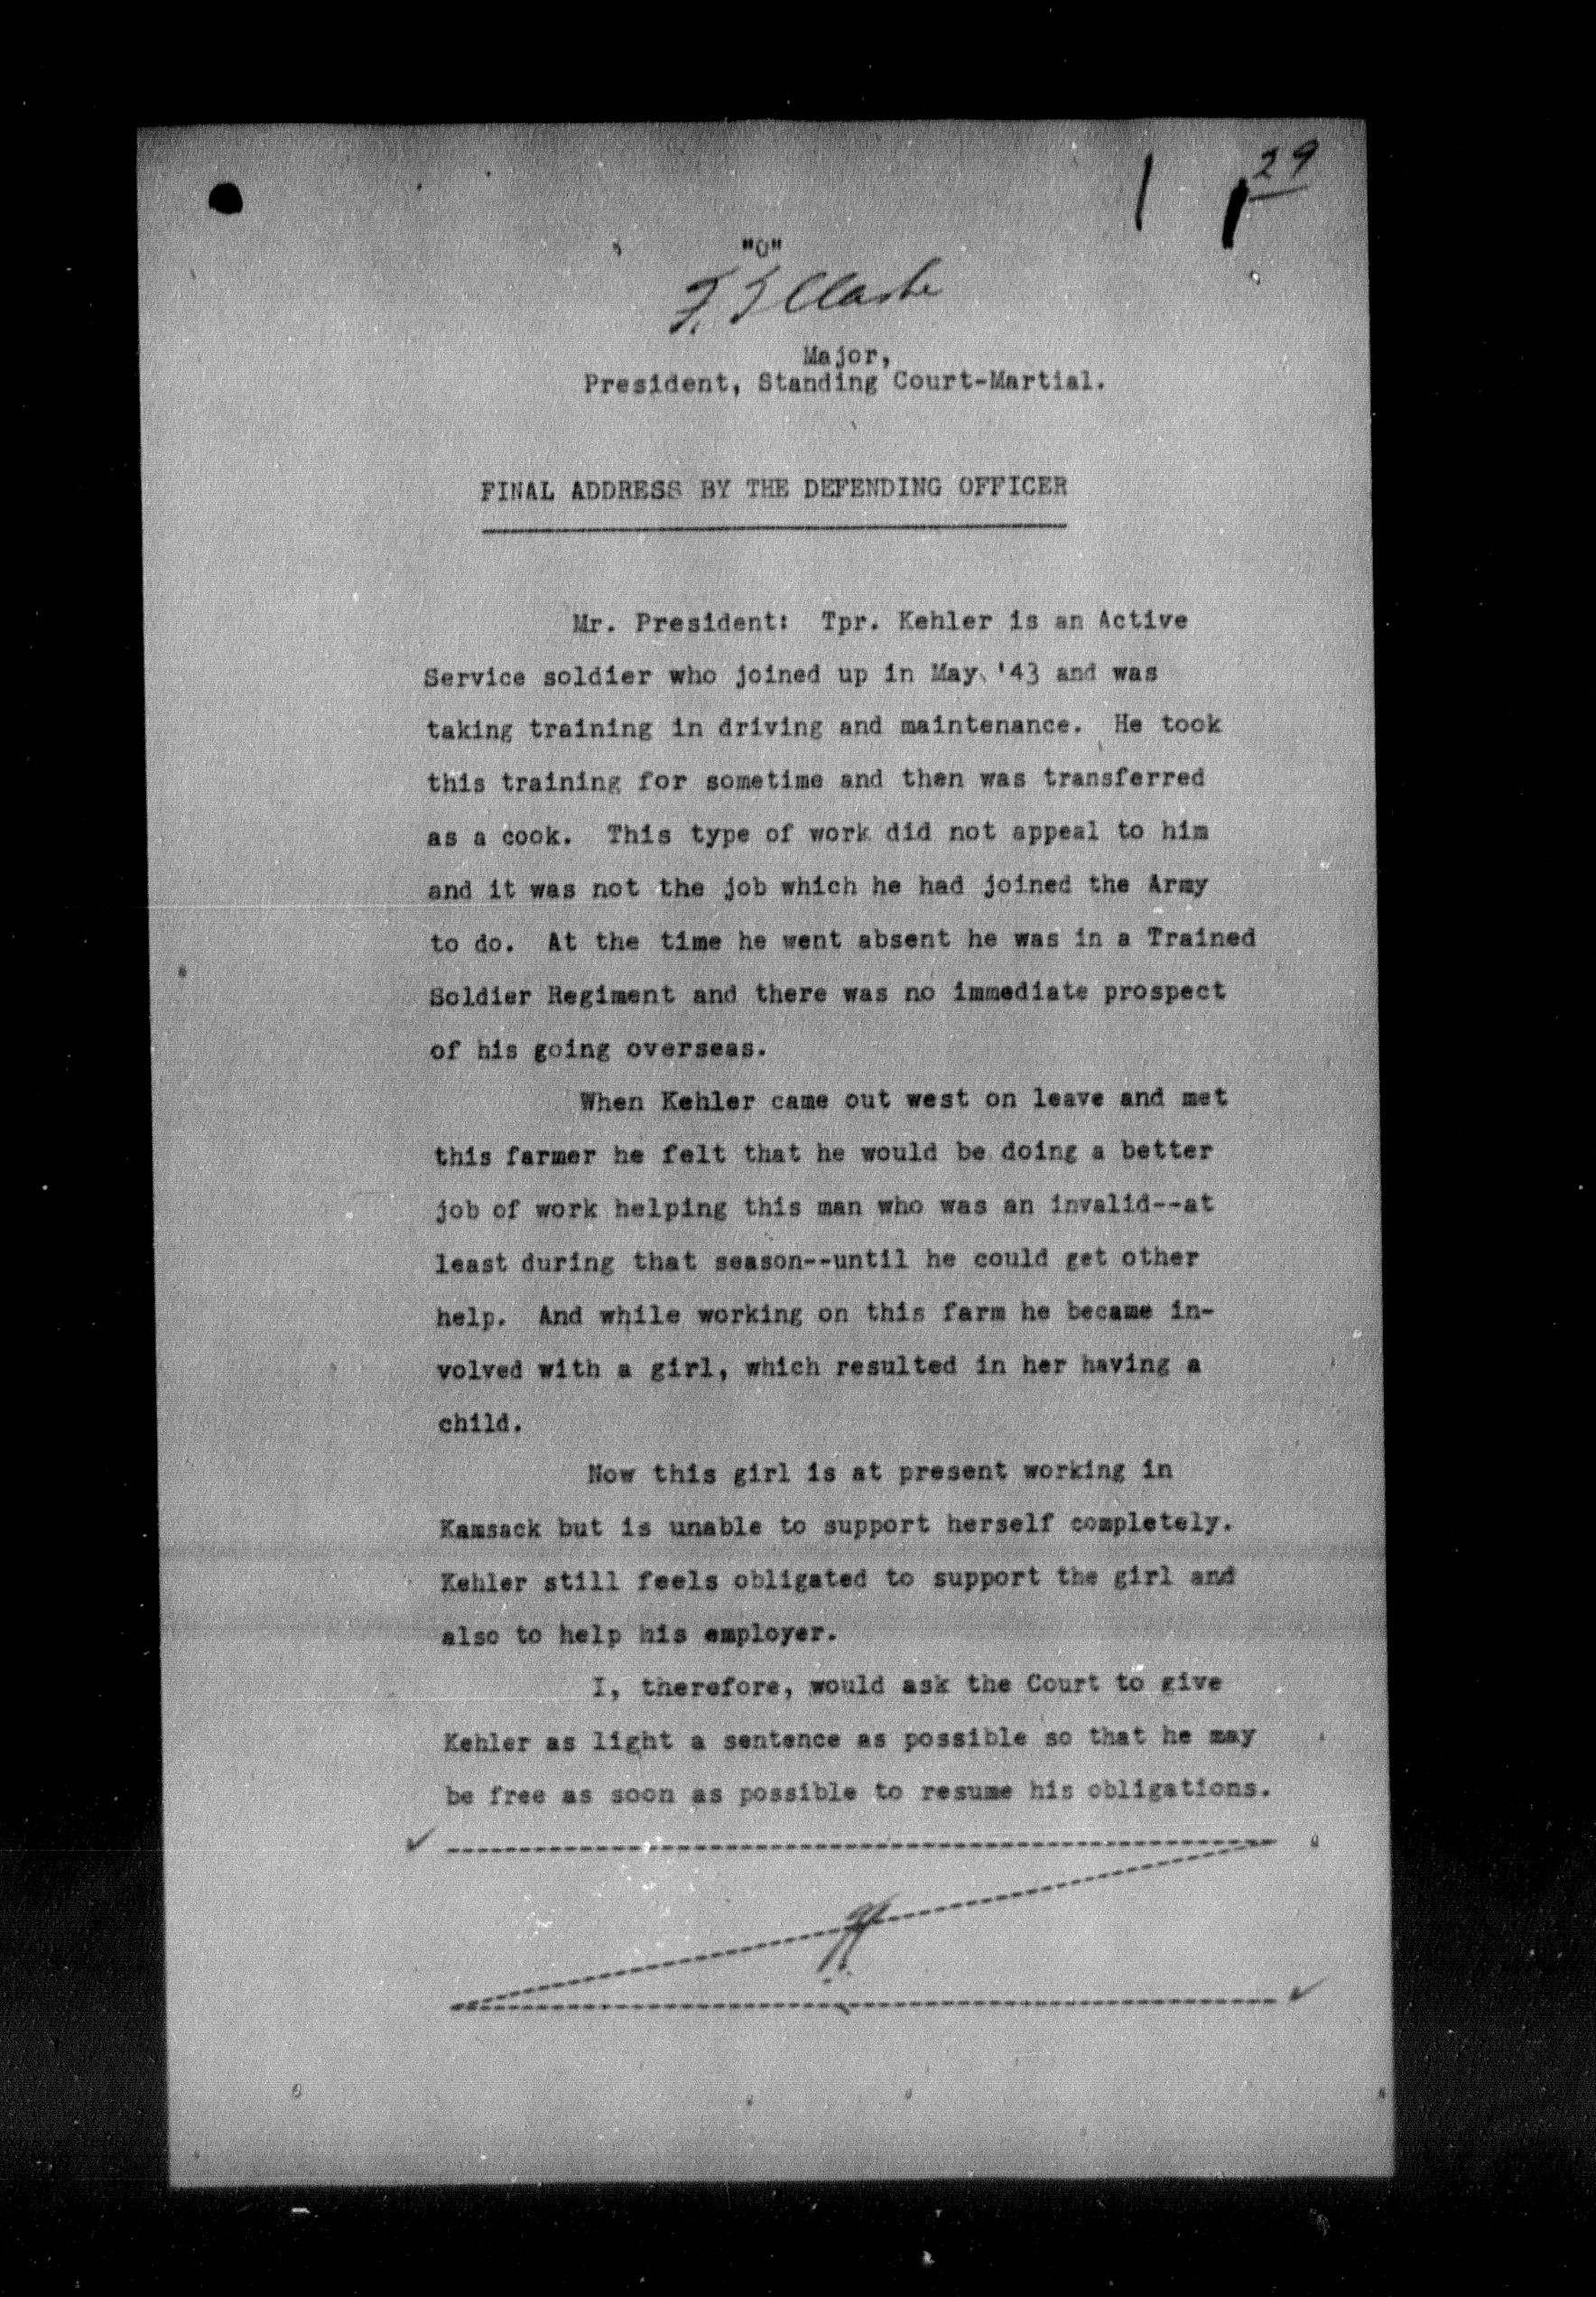 29
"O"
Major,
President, Standing Court-Martial.
FINAL ADDRESS BY THE DEFENDING OFFICER
Mr. President: Tpr. Kehler is an Active
Service soldier who joined up in May, '43 and was
taking training in driving and maintenance. He took
this training for sometime and then was transferred
as a cook. This type of work did not appeal to him
and it was not the job which he had joined the Army
to do. At the time he went absent he was in a Trained
Soldier Regiment and there was no immediate prospect
of his going overseas.
When Kehler came out west on leave and met
this farmer he felt that he would be doing a better
job of work helping this man who was an invalid--at
least during that season--until he could get other
help. And while working on this farm he became in-
volved with a girl, which resulted in her having a
child.
Now this girl is at present working in
Kamsack but is unable to support herself completely.
Kehler still feels obligated to support the girl and
also to help his employer.
I, therefore, would ask the Court to give
Kehler as light a sentence as possible so that he may
be free as soon as possible to resume his obligations.